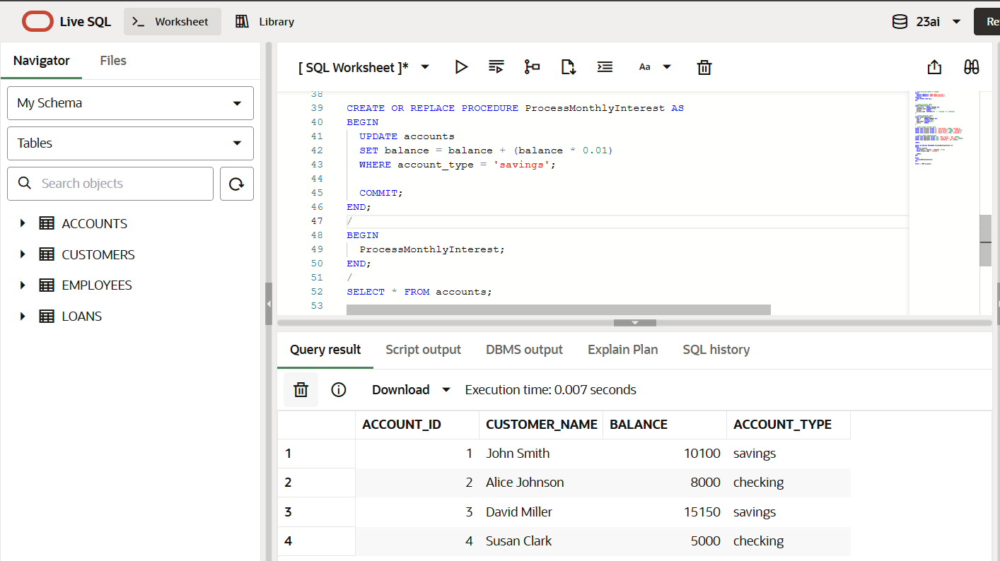 Live SQL
Worksheet
Library
23ai
Re
Navigator
Files
My Schema
Tables
Search objects
ACCOUNTS
CUSTOMERS
EMPLOYEES
LOANS
[ SQL Worksheet ]*
Aa
38
39 CREATE OR REPLACE PROCEDURE ProcessMonthlyInterest AS
40 BEGIN
41 UPDATE accounts
42 SET balance = balance + (balance * 0.01)
43 WHERE account_type = 'savings';
44
45 COMMIT;
46 END;
47 /
48 BEGIN
49 ProcessMonthlyInterest;
50 END;
51 /
52 SELECT * FROM accounts;
53
Query result Script output DBMS output Explain Plan SQL history
Download Execution time: 0.007 seconds
ACCOUNT_ID CUSTOMER_NAME BALANCE ACCOUNT_TYPE
1 1 John Smith 10100 savings
2 2 Alice Johnson 8000 checking
3 3 David Miller 15150 savings
4 4 Susan Clark 5000 checking